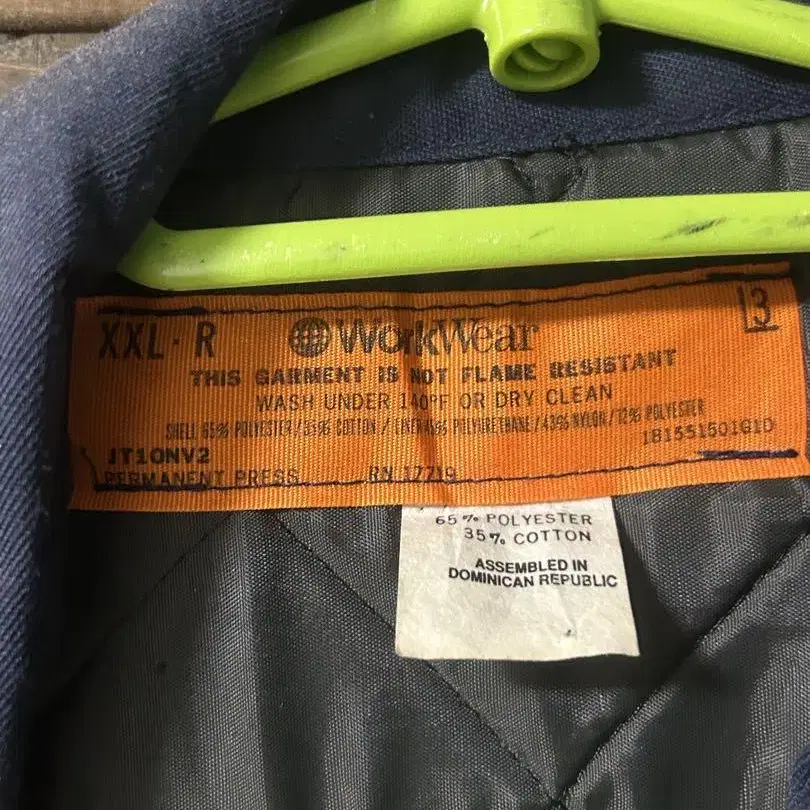 XXL·R WorkWear 3
THIS GARMENT IS NOT FLAME RESISTANT
WASH UNDER 140°F OR DRY CLEAN
SHELL 65% POLYESTER/35% COTTON / LINER 45% POLYURETHANE/43% NYLON/12% POLYESTER
JT10NV2 181551501G1D
PERMANENT PRESS RN 17719
65% POLYESTER
35% COTTON
ASSEMBLED IN
DOMINICAN REPUBLIC